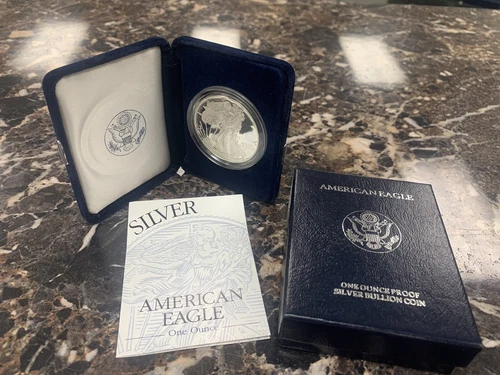 SILVER
AMERICAN
EAGLE
One Ounce
AMERICAN EAGLE
ONE OUNCE PROOF
SILVER BULLION COIN